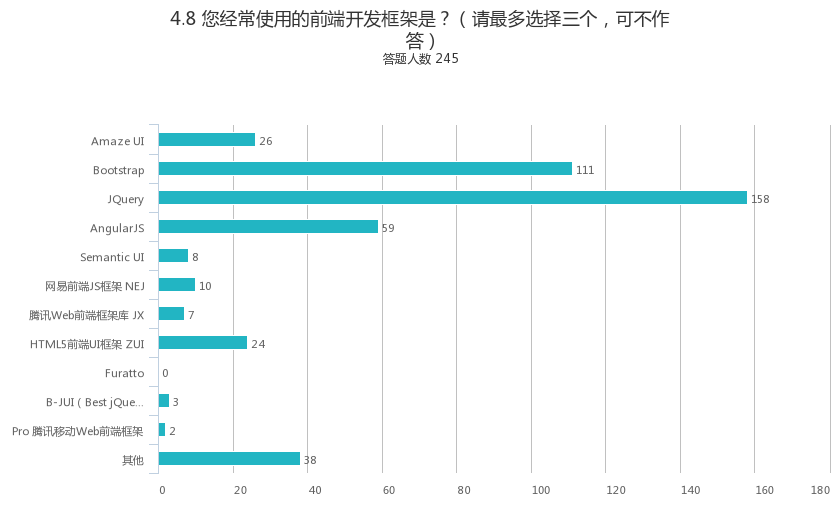 4.8 您经常使用的前端开发框架是？（ 请最多选择三个，可不作
答 ）
答题人数 245
Amaze UI 26
Bootstrap 111
JQuery 158
AngularJS 59
Semantic UI 8
网易前端JS框架 NEJ 10
腾讯Web前端框架库 JX 7
HTML5前端UI框架 ZUI 24
Furatto 0
B-JUI（ Best jQue... 3
Pro 腾讯移动Web前端框架 2
其他 38
0 20 40 60 80 100 120 140 160 180